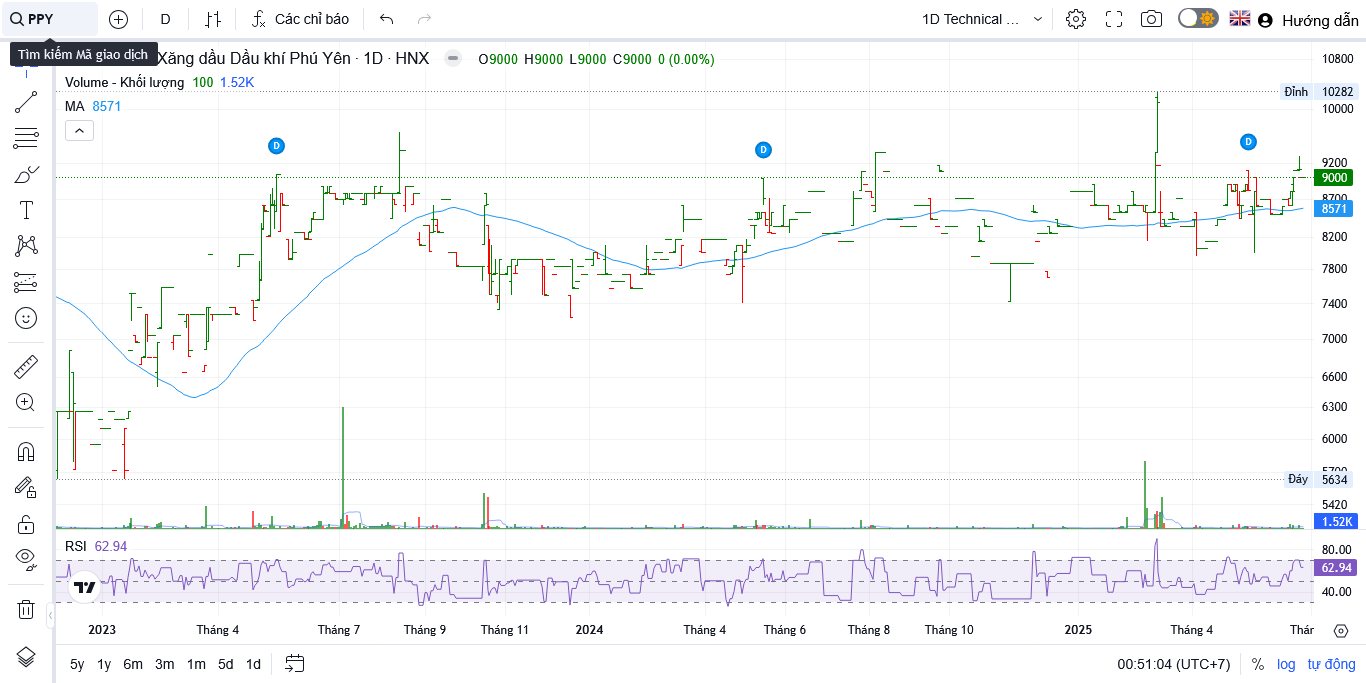 PPY
D
Các chỉ báo
1D Technical ...
Hướng dẫn
Tìm kiếm Mã giao dịch
Xăng dầu Dầu khí Phú Yên · 1D · HNX
O9000 H9000 L9000 C9000 0 (0.00%)
Volume - Khối lượng 100 1.52K
MA 8571
D
D
D
10800
Đỉnh 10282
10000
9200
9000
8700
8571
8200
7800
7400
7000
6600
6300
6000
5700
Đáy 5634
5420
1.52K
RSI 62.94
80.00
62.94
40.00
2023 Tháng 4 Tháng 7 Tháng 9 Tháng 11 2024 Tháng 4 Tháng 6 Tháng 8 Tháng 10 2025 Tháng 4 Thár
5y 1y 6m 3m 1m 5d 1d
00:51:04 (UTC+7) % log tự động